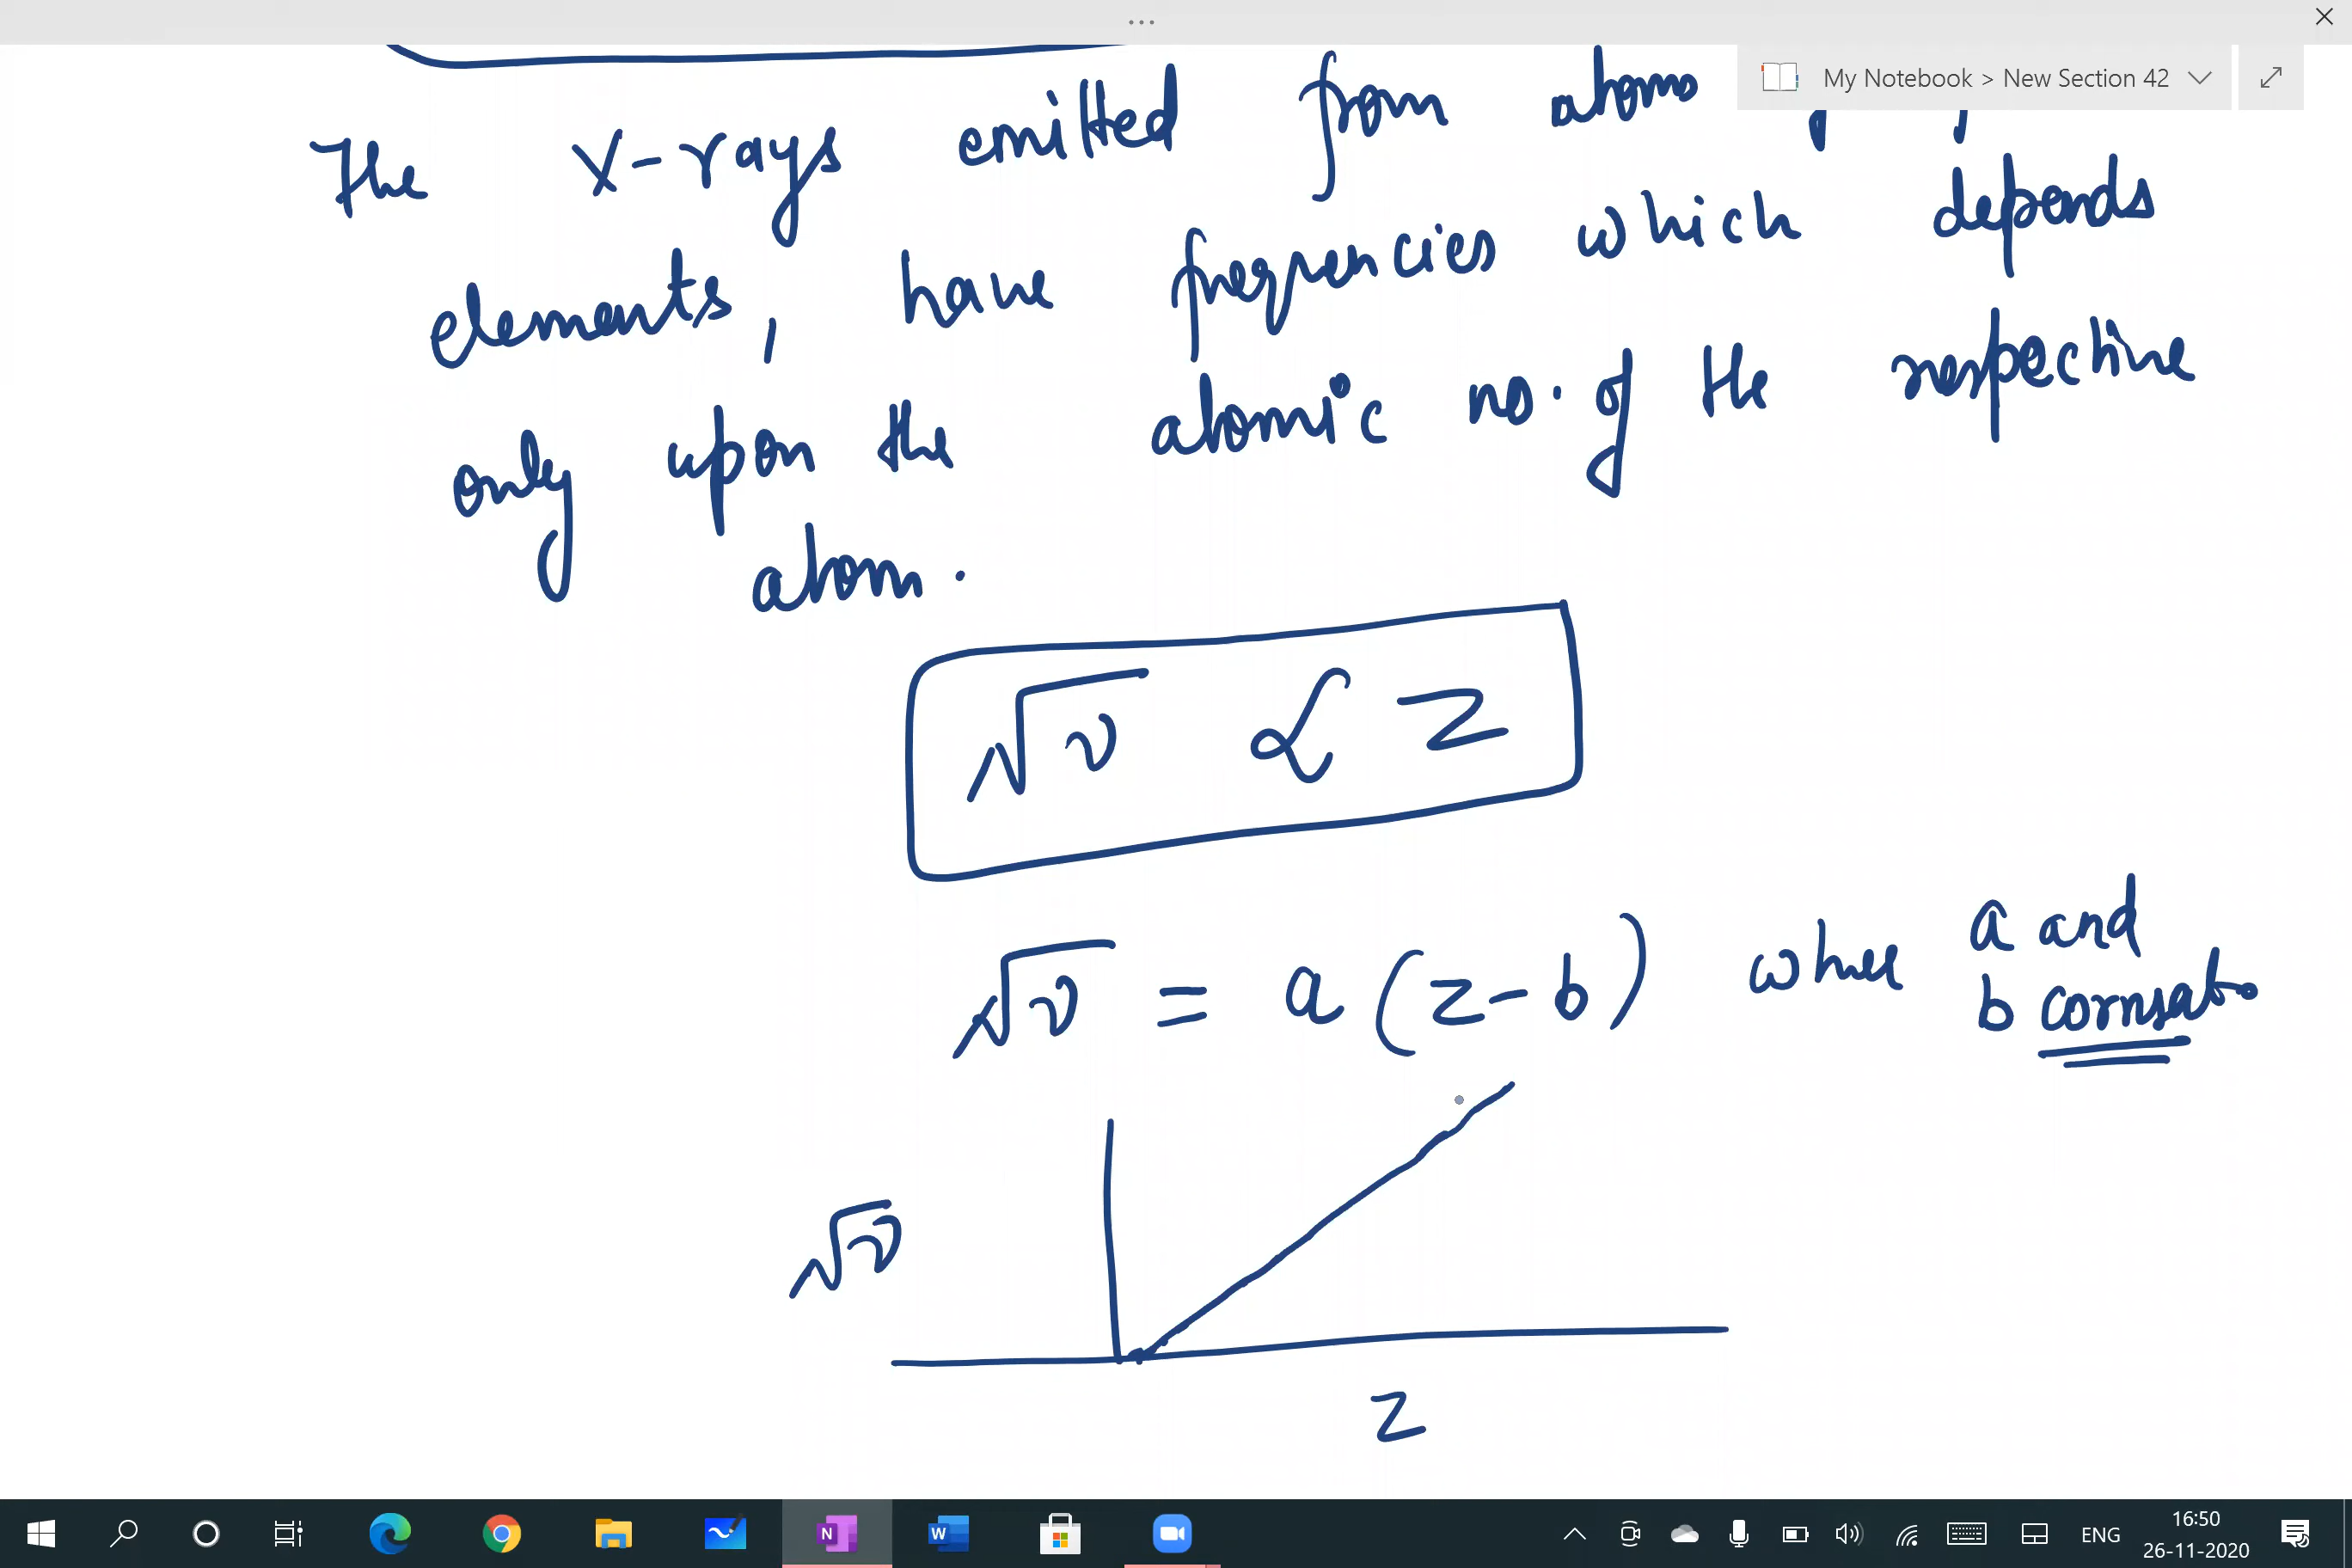 ...
My Notebook > New Section 42
The X-rays emitted from atoms
elements, have frequencies which depends
only upon the atomic no. of the respective
atom.
√ν ∝ Z
√ν = a (Z - b) where a and
b
√ν
Z
N
W
ENG
16:50
26-11-2020